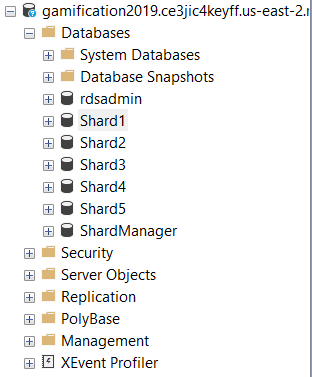 gamification2019.ce3jic4keyff.us-east-2.
Databases
System Databases
Database Snapshots
rdsadmin
Shard1
Shard2
Shard3
Shard4
Shard5
ShardManager
Security
Server Objects
Replication
PolyBase
Management
XEvent Profiler